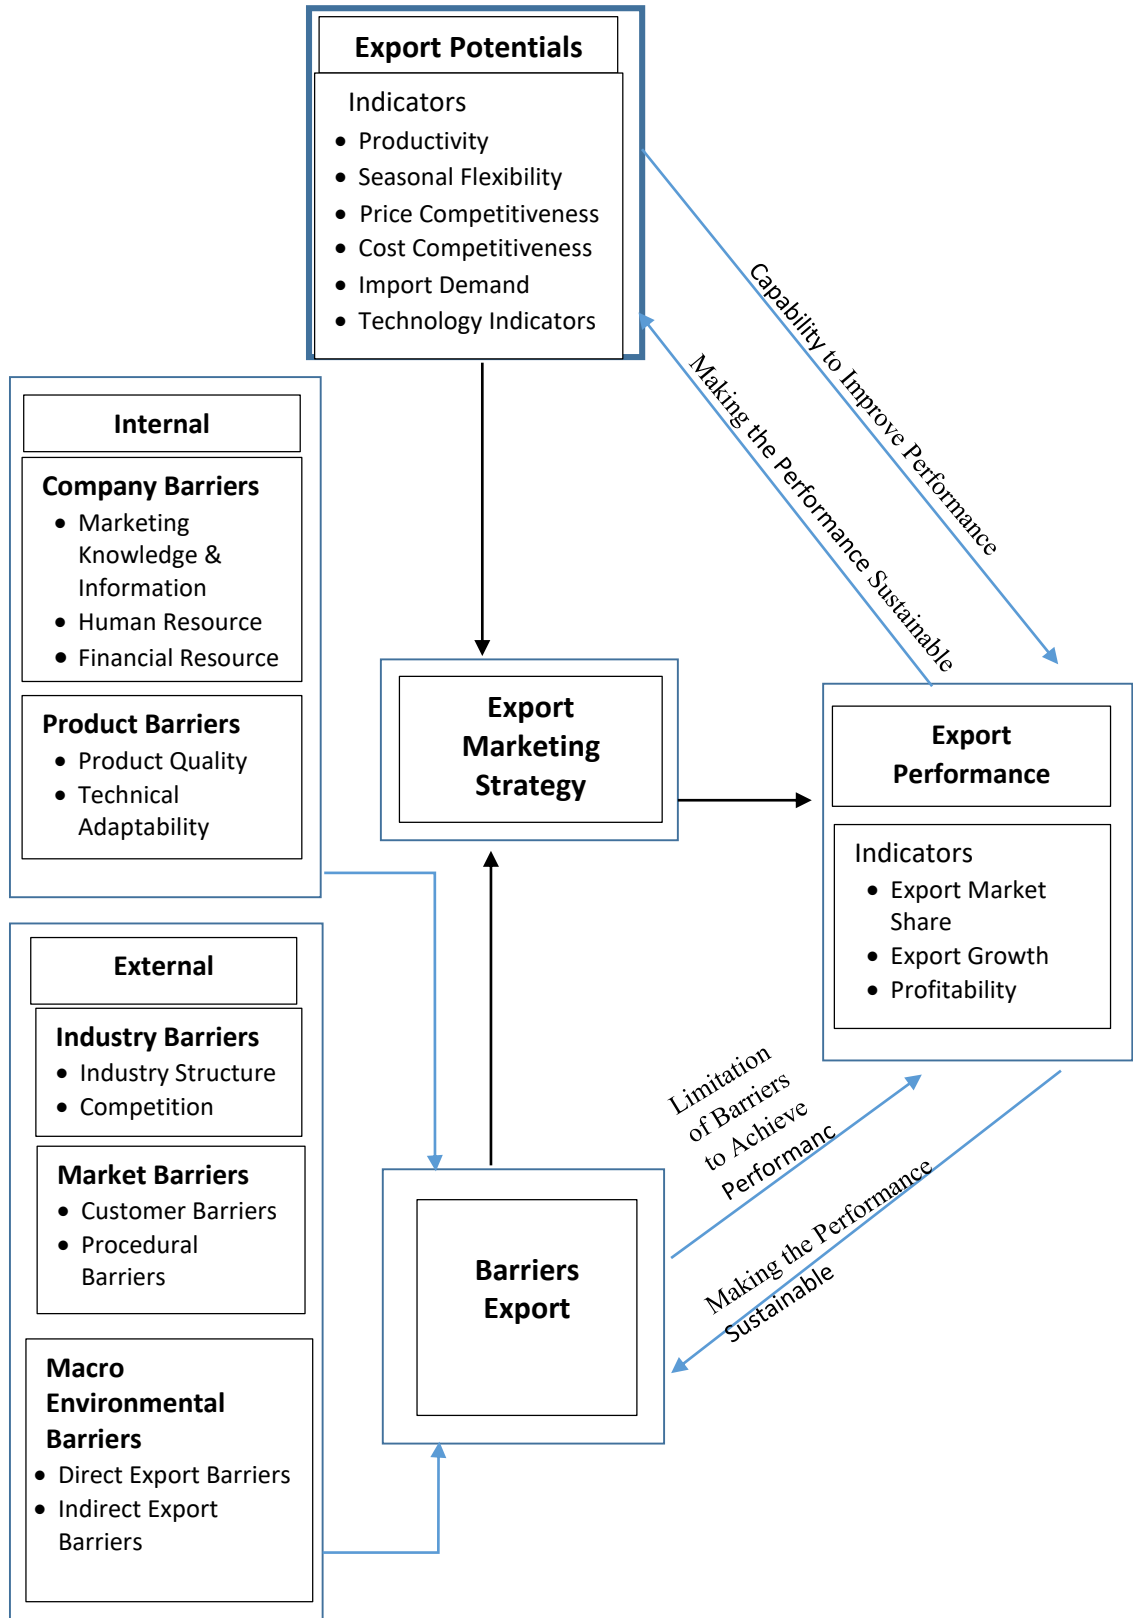 Export Potentials
Indicators
• Productivity
• Seasonal Flexibility
• Price Competitiveness
• Cost Competitiveness
• Import Demand
• Technology Indicators
Capability to Improve Performance
Making the Performance Sustainable
Internal
Company Barriers
• Marketing
Knowledge &
Information
• Human Resource
• Financial Resource
Product Barriers
• Product Quality
• Technical
Adaptability
Export
Marketing
Strategy
Export
Performance
Indicators
• Export Market
Share
• Export Growth
• Profitability
External
Industry Barriers
• Industry Structure
• Competition
Market Barriers
• Customer Barriers
• Procedural
Barriers
Macro
Environmental
Barriers
• Direct Export Barriers
• Indirect Export
Barriers
Barriers
Export
Limitation
of Barriers
to Achieve
Performanc
Making the Performance
Sustainable